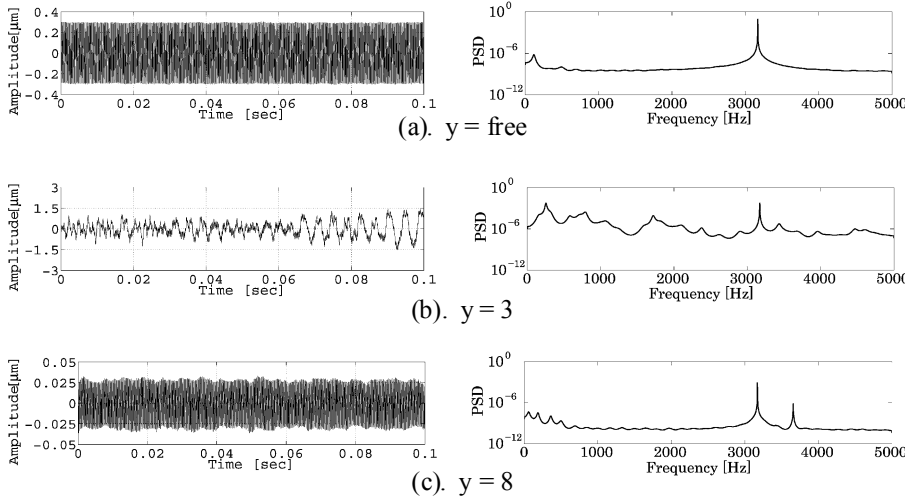 Amplitude[μm]
0.4
0.2
0
-0.2
-0.4
0 0.02 0.04 0.06 0.08 0.1
Time [sec]
PSD
10^0
10^-6
10^-12
0 1000 2000 3000 4000 5000
Frequency [Hz]
(a). y = free
Amplitude[μm]
3
1.5
0
-1.5
-3
0 0.02 0.04 0.06 0.08 0.1
Time [sec]
PSD
10^0
10^-6
10^-12
0 1000 2000 3000 4000 5000
Frequency [Hz]
(b). y = 3
Amplitude[μm]
0.05
0.025
0
-0.025
-0.05
0 0.02 0.04 0.06 0.08 0.1
Time [sec]
PSD
10^0
10^-6
10^-12
0 1000 2000 3000 4000 5000
Frequency [Hz]
(c). y = 8